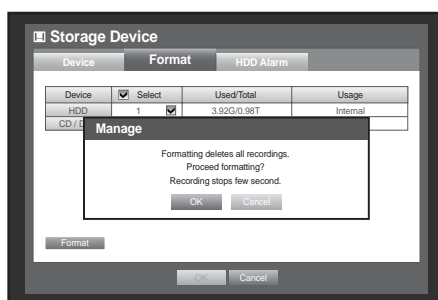 Storage Device
Device Format HDD Alarm
Device Select Used/Total Usage
HDD 1 3.92G/0.98T Internal
CD / D
Manage
Formatting deletes all recordings.
Proceed formatting?
Recording stops few second.
OK Cancel
Format
OK Cancel